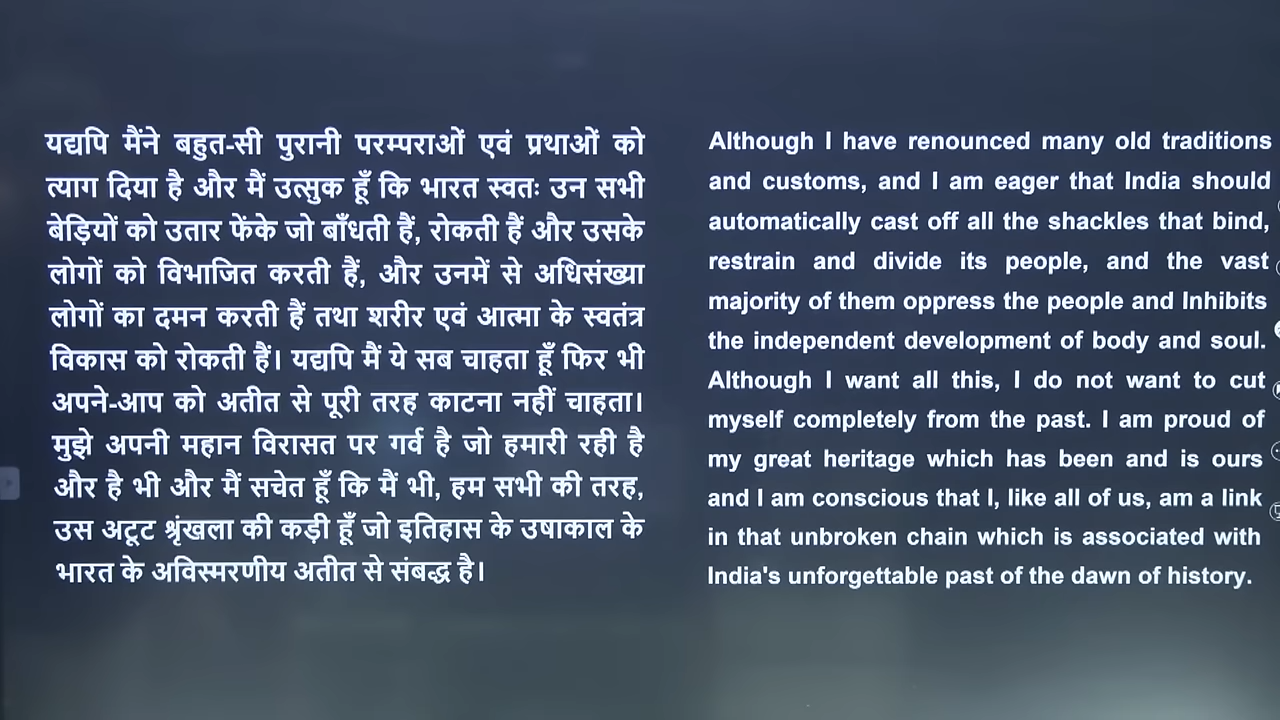 यद्यपि मैंने बहुत-सी पुरानी परम्पराओं एवं प्रथाओं को
त्याग दिया है और मैं उत्सुक हूँ कि भारत स्वतः उन सभी
बेड़ियों को उतार फेंके जो बाँधती हैं, रोकती हैं और उसके
लोगों को विभाजित करती हैं, और उनमें से अधिसंख्या
लोगों का दमन करती हैं तथा शरीर एवं आत्मा के स्वतंत्र
विकास को रोकती हैं। यद्यपि मैं ये सब चाहता हूँ फिर भी
अपने-आप को अतीत से पूरी तरह काटना नहीं चाहता।
मुझे अपनी महान विरासत पर गर्व है जो हमारी रही है
और है भी और मैं सचेत हूँ कि मैं भी, हम सभी की तरह,
उस अटूट श्रृंखला की कड़ी हूँ जो इतिहास के उषाकाल के
भारत के अविस्मरणीय अतीत से संबद्ध है।
Although I have renounced many old traditions
and customs, and I am eager that India should
automatically cast off all the shackles that bind,
restrain and divide its people, and the vast
majority of them oppress the people and Inhibits
the independent development of body and soul.
Although I want all this, I do not want to cut
myself completely from the past. I am proud of
my great heritage which has been and is ours
and I am conscious that I, like all of us, am a link
in that unbroken chain which is associated with
India's unforgettable past of the dawn of history.